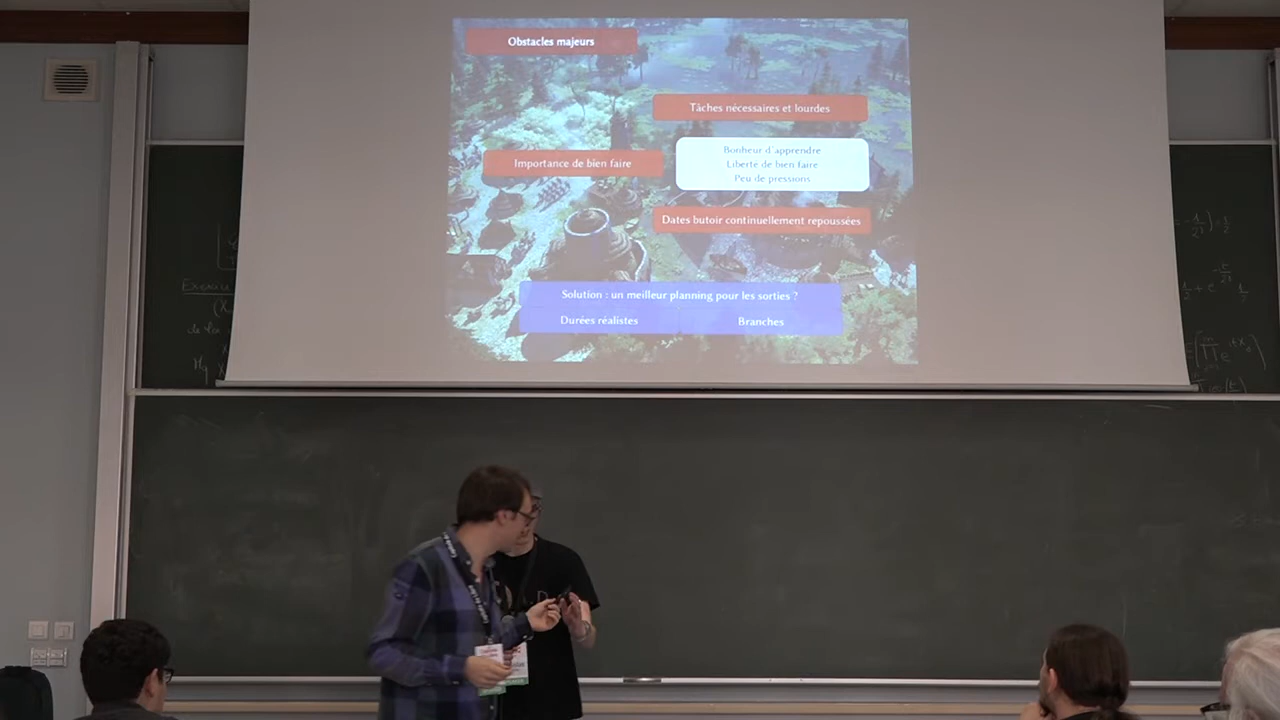 Obstacles majeurs
Tâches nécessaires et lourdes
Importance de bien faire
Bonheur d'apprendre
Liberté de bien faire
Peu de pressions
Dates butoir continuellement repoussées
Solution : un meilleur planning pour les sorties ?
Durées réalistes
Branches